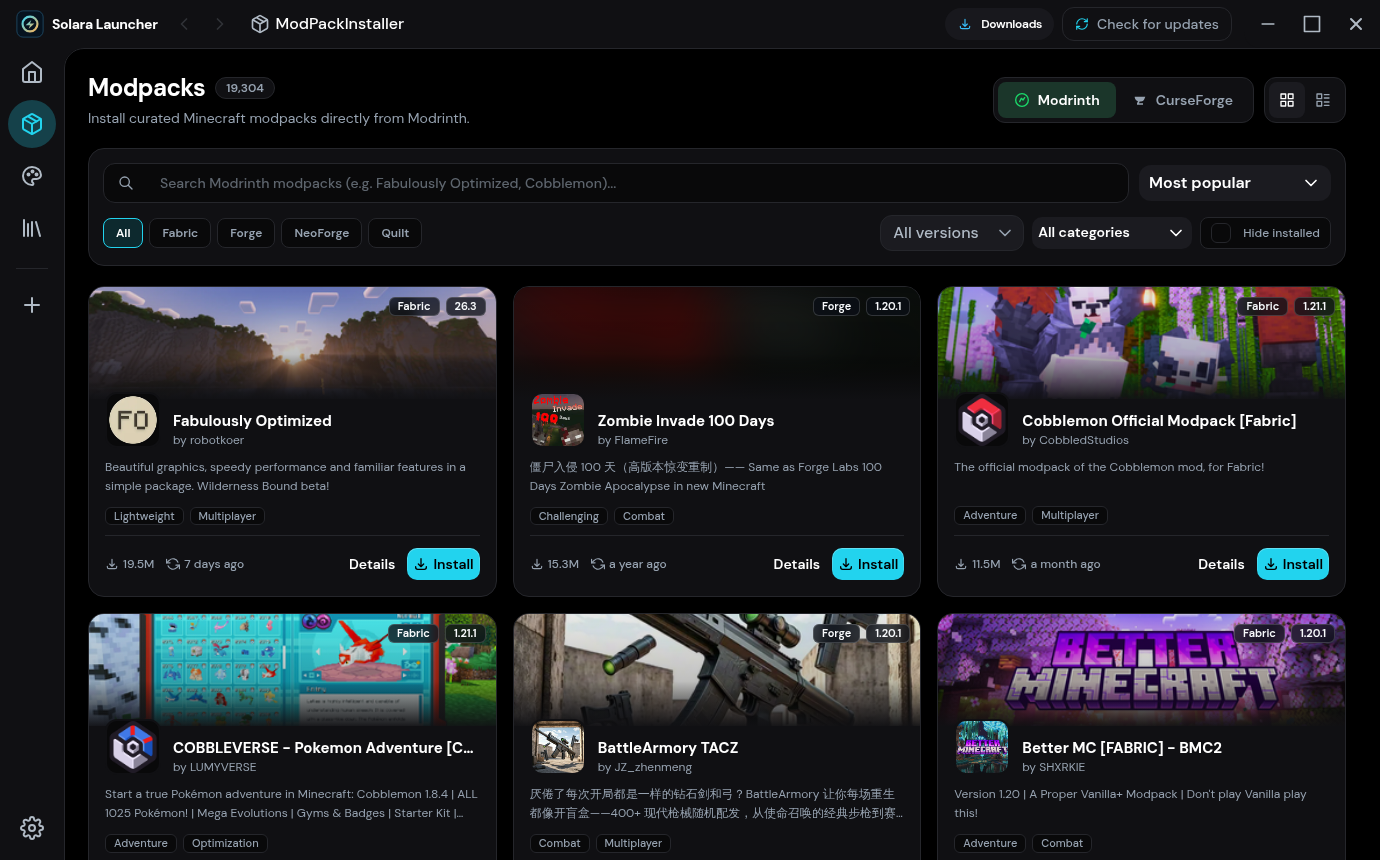 Solara Launcher
ModPackInstaller
Downloads
Check for updates
Modpacks
19,304
Install curated Minecraft modpacks directly from Modrinth.
Modrinth
CurseForge
Search Modrinth modpacks (e.g. Fabulously Optimized, Cobblemon)...
Most popular
All
Fabric
Forge
NeoForge
Quilt
All versions
All categories
Hide installed
Fabric
26.3
FO
Fabulously Optimized
by robotkoer
Beautiful graphics, speedy performance and familiar features in a
simple package. Wilderness Bound beta!
Lightweight
Multiplayer
19.5M
7 days ago
Details
Install
Forge
1.20.1
Zombie
Invade
100
Days
Zombie Invade 100 Days
by FlameFire
僵尸入侵 100 天（高版本惊变重制）—— Same as Forge Labs 100
Days Zombie Apocalypse in new Minecraft
Challenging
Combat
15.3M
a year ago
Details
Install
Fabric
1.21.1
Cobblemon Official Modpack [Fabric]
by CobbledStudios
The official modpack of the Cobblemon mod, for Fabric!
Adventure
Multiplayer
11.5M
a month ago
Details
Install
Fabric
1.21.1
COBBLEVERSE - Pokemon Adventure [C...
by LUMYVERSE
Start a true Pokémon adventure in Minecraft: Cobblemon 1.8.4 | ALL
1025 Pokémon! | Mega Evolutions | Gyms & Badges | Starter Kit |...
Adventure
Optimization
Forge
1.20.1
BattleArmory TACZ
by JZ_zhenmeng
厌倦了每次开局都是一样的钻石剑和弓？BattleArmory 让你每场重生
都像开盲盒——400+ 现代枪械随机配发，从使命召唤的经典步枪到赛...
Combat
Multiplayer
BETTER
MINECRAFT
Fabric
1.20.1
BETTER
MINECRAFT
Better MC [FABRIC] - BMC2
by SHXRKIE
Version 1.20 | A Proper Vanilla+ Modpack | Don't play Vanilla play
this!
Adventure
Combat